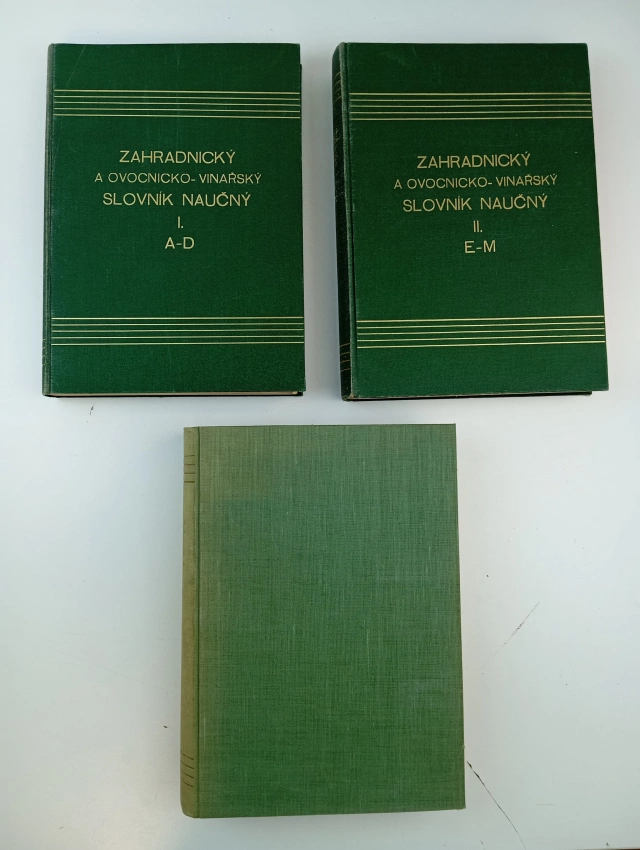 ZAHRADNICKÝ
A OVOCNICKO-VINAŘSKÝ
SLOVNÍK NAUČNÝ
I.
A-D
ZAHRADNICKÝ
A OVOCNICKO-VINAŘSKÝ
SLOVNÍK NAUČNÝ
II.
E-M